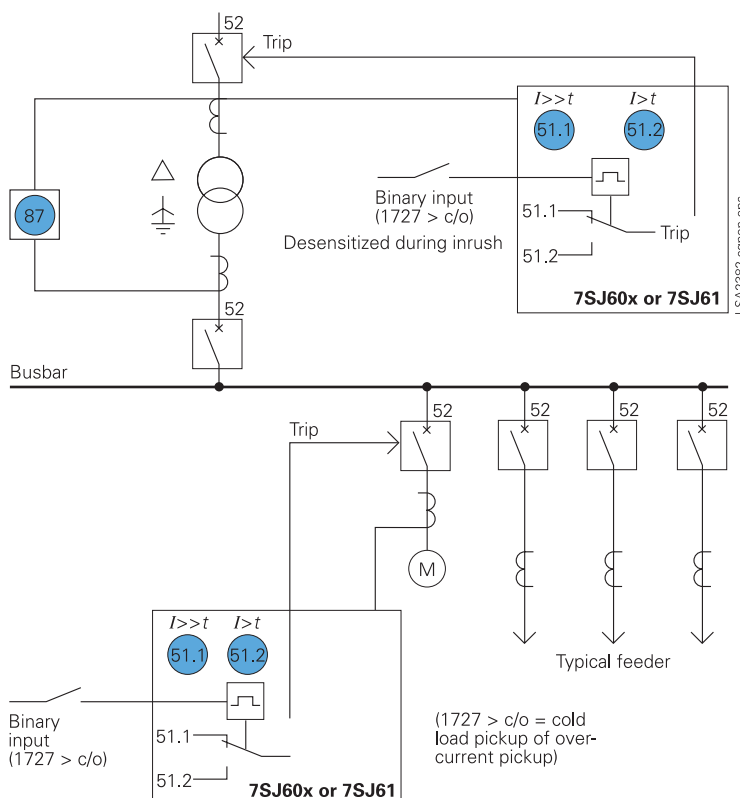 52
Trip
I>>t I>t
51.1 51.2
87
Binary input
(1727 > c/o)
Desensitized during inrush
51.1
Trip
51.2
7SJ60x or 7SJ61
52
Busbar
52 52 52 52
Trip
M
I>>t I>t
51.1 51.2
Typical feeder
Binary
input
(1727 > c/o)
51.1
51.2
7SJ60x or 7SJ61
(1727 > c/o = cold
load pickup of over-
current pickup)